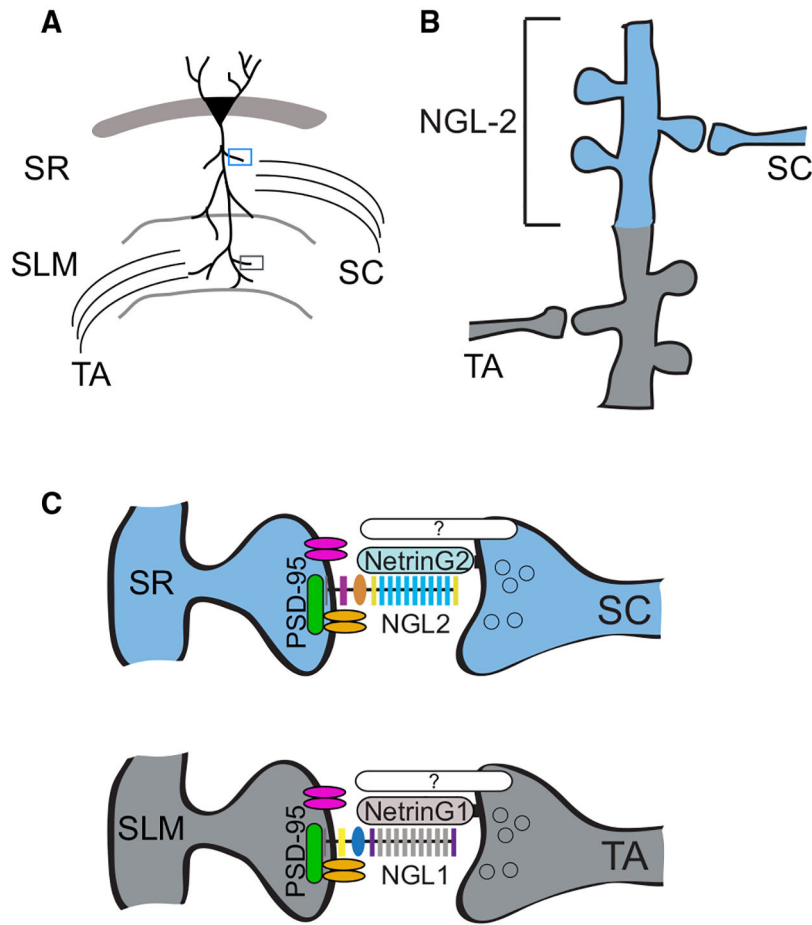 A
SR
SLM
SC
TA
B
NGL-2
SC
TA
C
?
NetrinG2
SR
PSD-95
NGL2
SC
?
NetrinG1
SLM
PSD-95
NGL1
TA